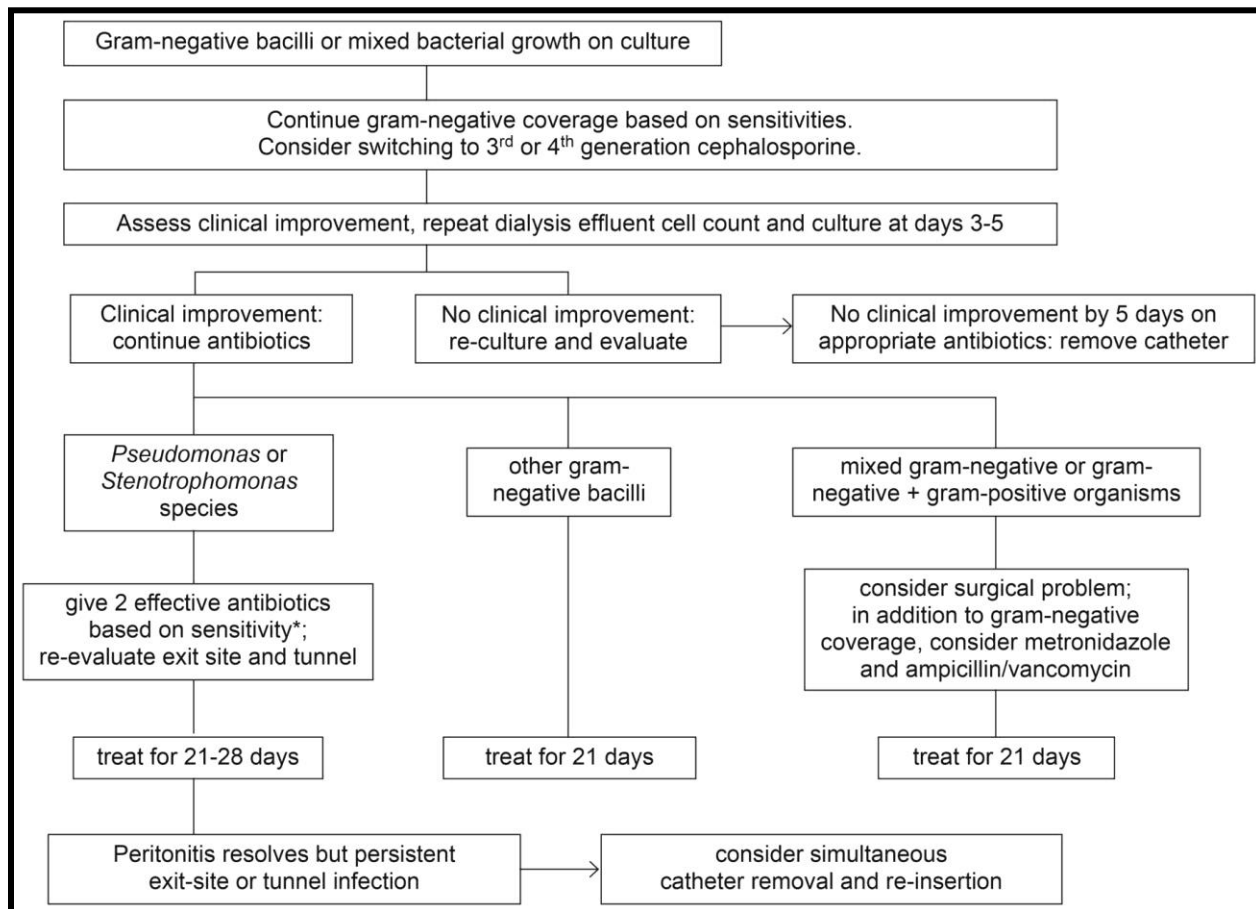 Gram-negative bacilli or mixed bacterial growth on culture
Continue gram-negative coverage based on sensitivities.
Consider switching to 3rd or 4th generation cephalosporine.
Assess clinical improvement, repeat dialysis effluent cell count and culture at days 3-5
Clinical improvement:
continue antibiotics
No clinical improvement:
re-culture and evaluate
No clinical improvement by 5 days on
appropriate antibiotics: remove catheter
Pseudomonas or
Stenotrophomonas
species
other gram-
negative bacilli
mixed gram-negative or gram-
negative + gram-positive organisms
give 2 effective antibiotics
based on sensitivity*;
re-evaluate exit site and tunnel
consider surgical problem;
in addition to gram-negative
coverage, consider metronidazole
and ampicillin/vancomycin
treat for 21-28 days
treat for 21 days
treat for 21 days
Peritonitis resolves but persistent
exit-site or tunnel infection
consider simultaneous
catheter removal and re-insertion